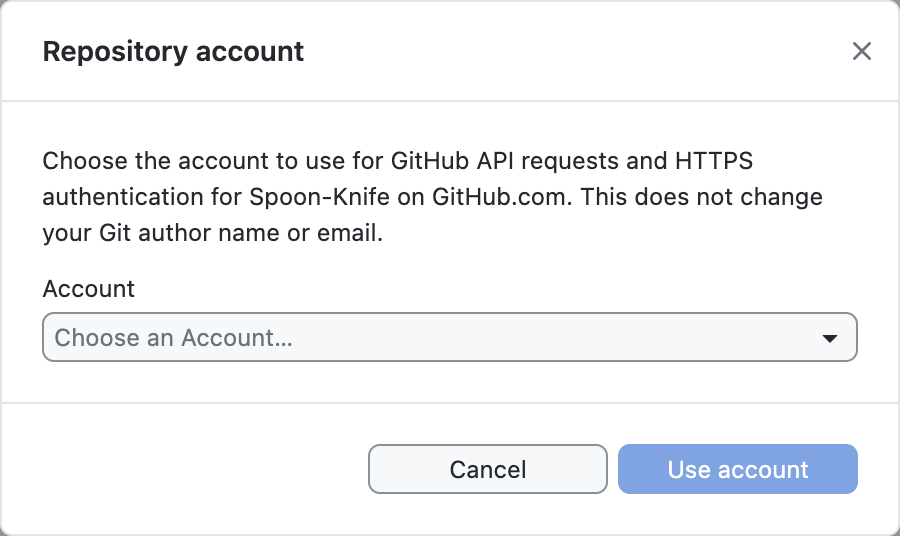 Repository account
Choose the account to use for GitHub API requests and HTTPS
authentication for Spoon-Knife on GitHub.com. This does not change
your Git author name or email.
Account
Choose an Account...
Cancel
Use account